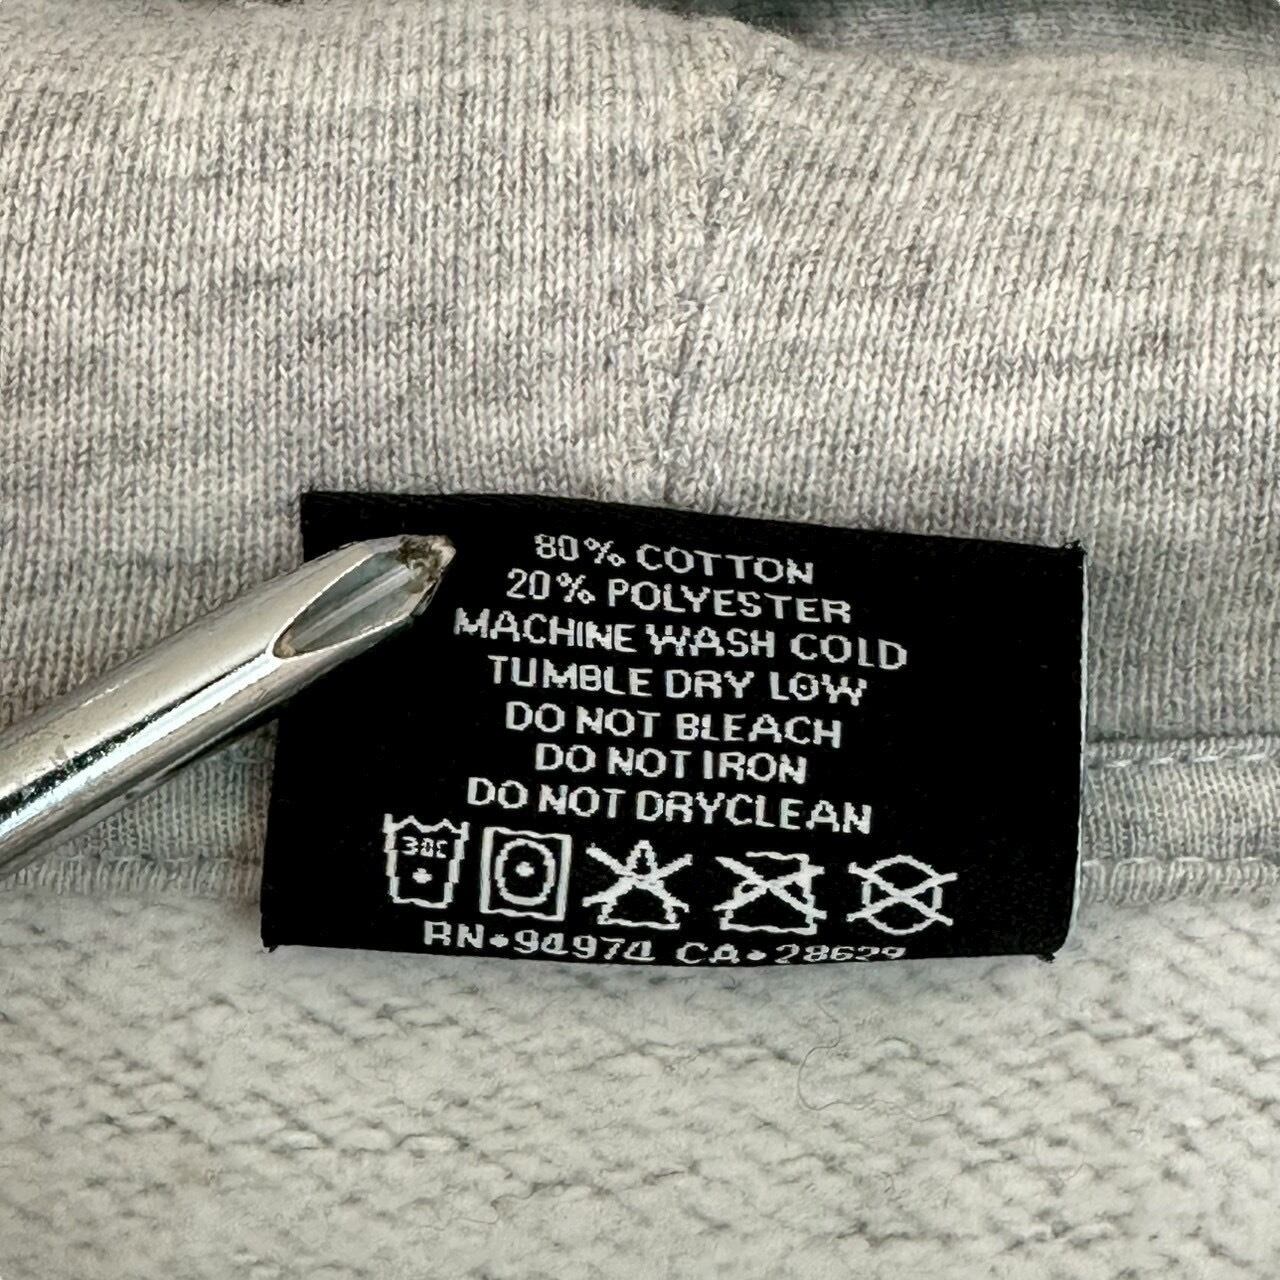 80% COTTON
20% POLYESTER
MACHINE WASH COLD
TUMBLE DRY LOW
DO NOT BLEACH
DO NOT IRON
DO NOT DRYCLEAN
30C
RN•94974 CA•28629